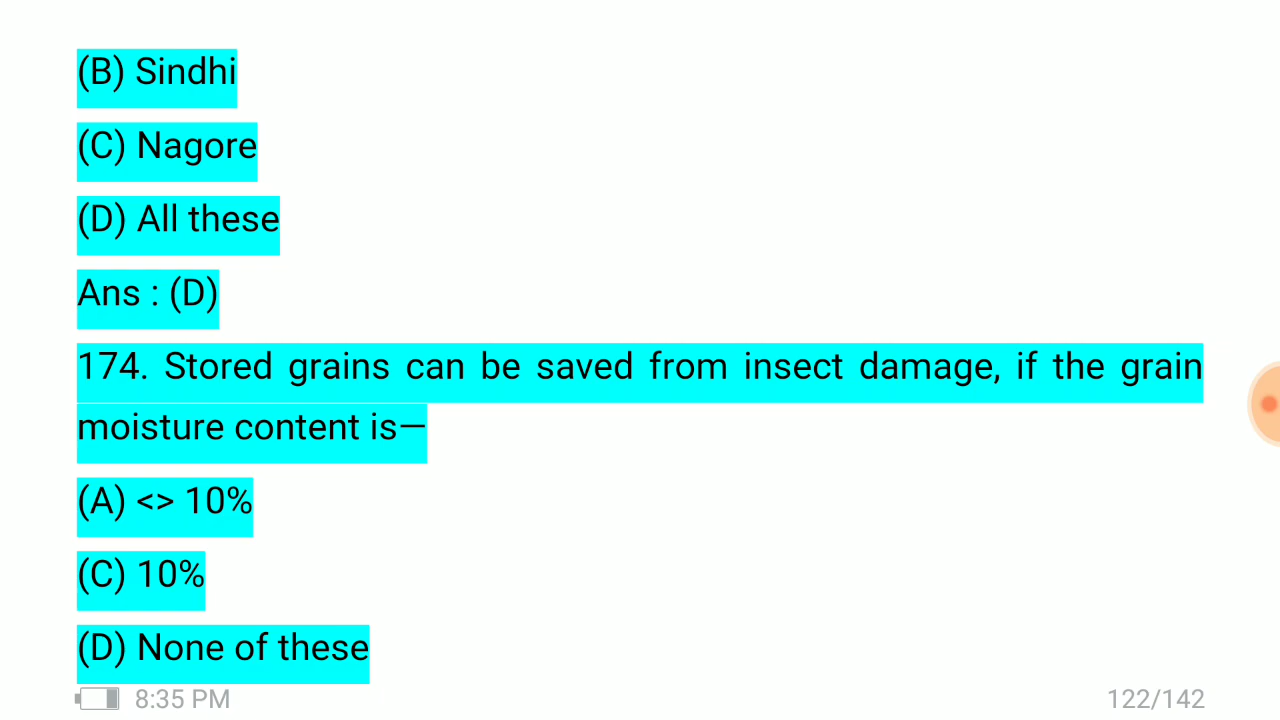 (B) Sindhi
(C) Nagore
(D) All these
Ans : (D)
174. Stored grains can be saved from insect damage, if the grain
moisture content is—
(A) <> 10%
(C) 10%
(D) None of these
8:35 PM
122/142